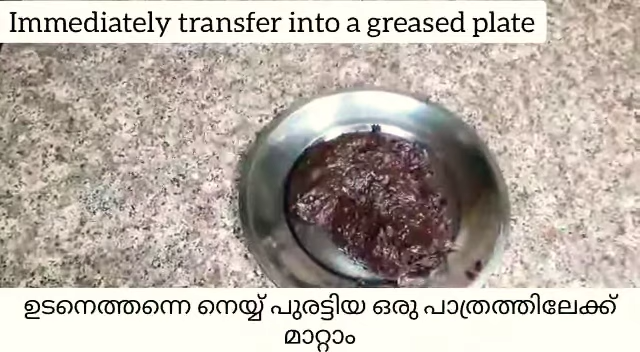 Immediately transfer into a greased plate
ഉടനെത്തന്നെ നെയ്യ് പുരട്ടിയ ഒരു പാത്രത്തിലേക്ക്
മാറ്റാം